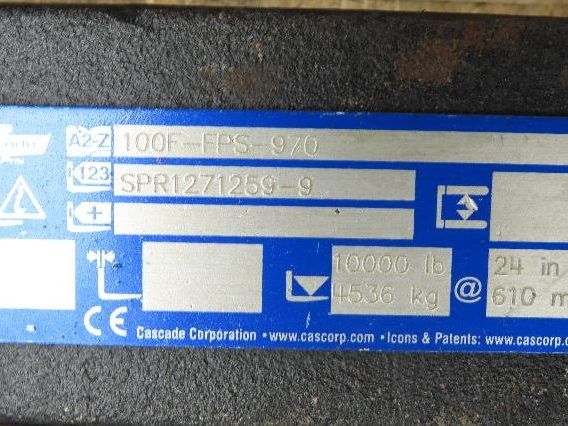 A2-Z 100F-FPS-970
123 SPR1271259-9
10000 lb
4536 kg
@
24 in
610 m
CE Cascade Corporation • www.cascorp.com • Icons & Patents: www.cascorp.